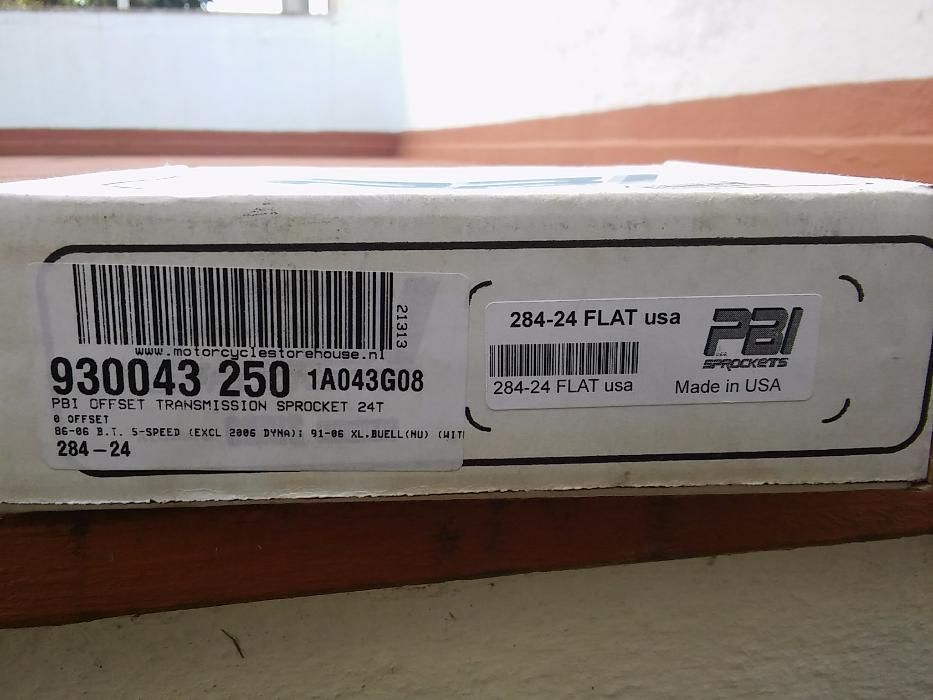 21313
www.motorcyclestorehouse.nl
930043 250 1A043G08
PBI OFFSET TRANSMISSION SPROCKET 24T
0 OFFSET
86-06 B.T. 5-SPEED (EXCL 2006 DYNA); 91-06 XL.BUELL(NU) (WIT
284-24
284-24 FLAT usa
PBI
SPROCKETS
284-24 FLAT usa
Made in USA